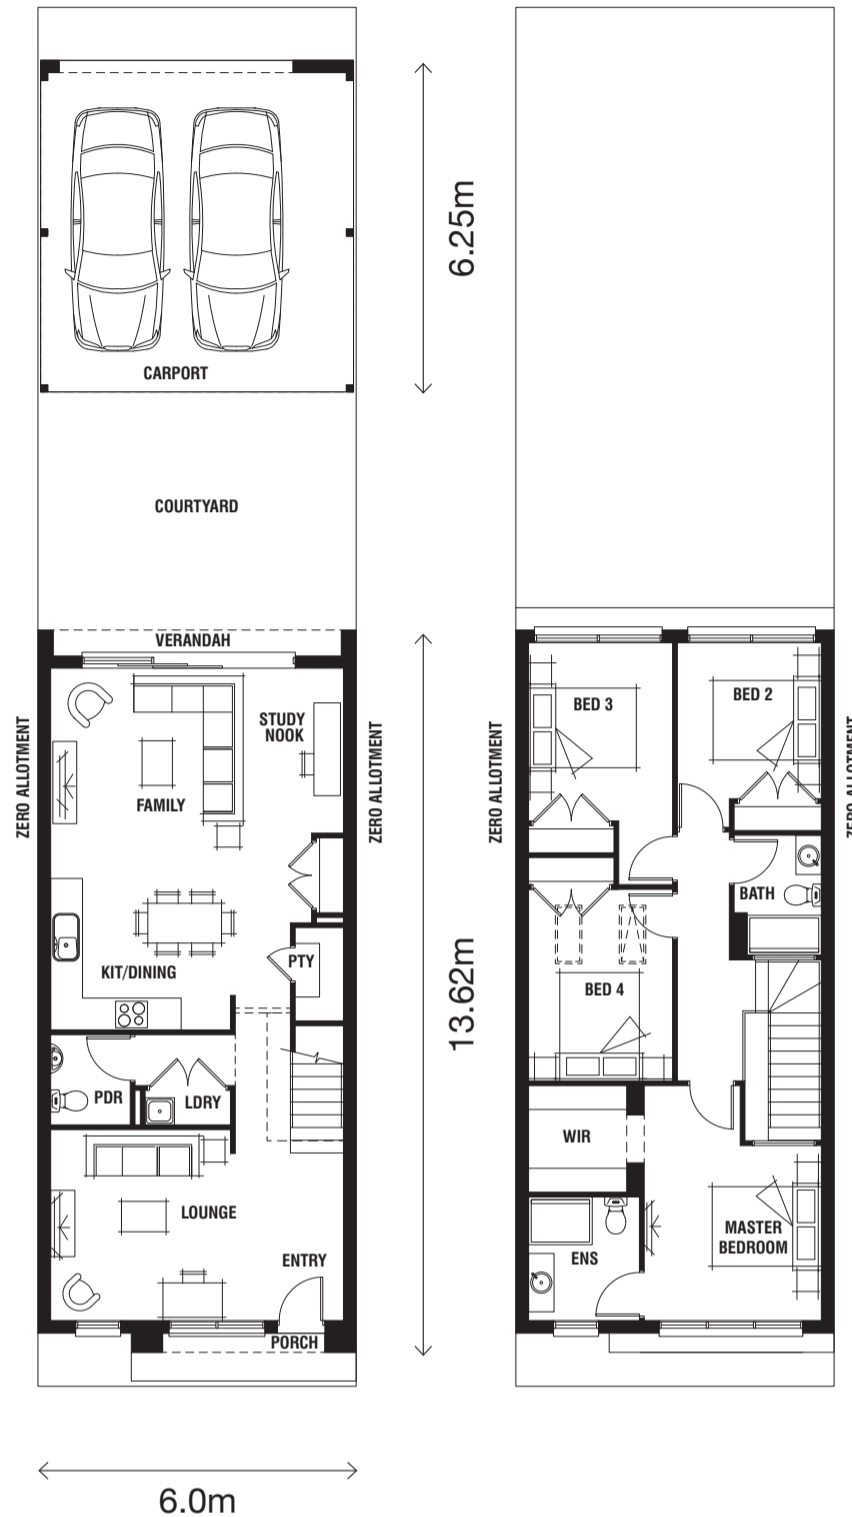 CARPORT
6.25m
COURTYARD
VERANDAH
STUDY
NOOK
FAMILY
ZERO ALLOTMENT
ZERO ALLOTMENT
KIT/DINING
PTY
PDR
LDRY
LOUNGE
ENTRY
PORCH
13.62m
6.0m
ZERO ALLOTMENT
BED 3
BED 2
BATH
BED 4
WIR
ENS
MASTER
BEDROOM